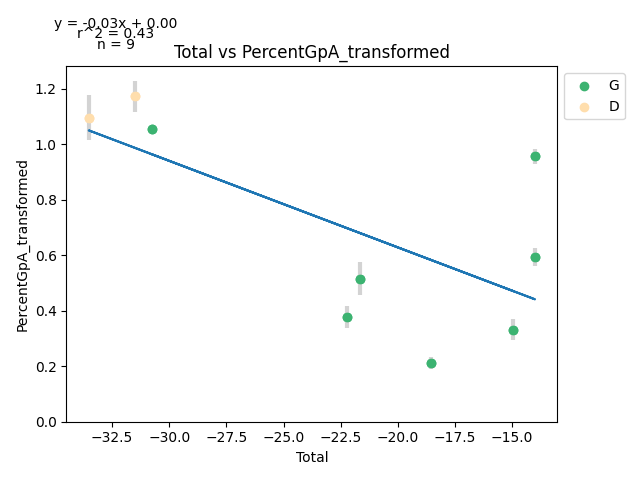 y = -0.03x + 0.00
r^2 = 0.43
n = 9
Total vs PercentGpA_transformed
G
D
PercentGpA_transformed
1.2
1.0
0.8
0.6
0.4
0.2
0.0
−32.5 −30.0 −27.5 −25.0 −22.5 −20.0 −17.5 −15.0
Total